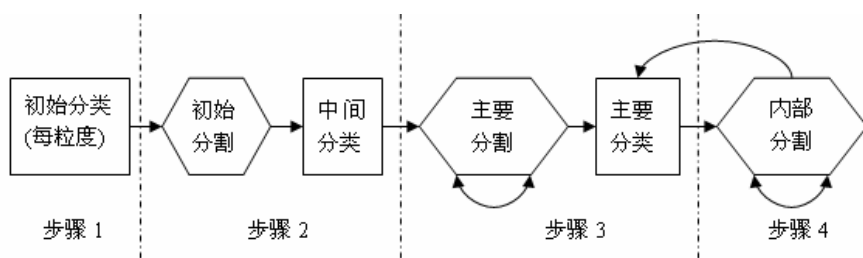 初始分类
(每粒度)
初始
分割
中间
分类
主要
分割
主要
分类
内部
分割
步骤 1
步骤 2
步骤 3
步骤 4